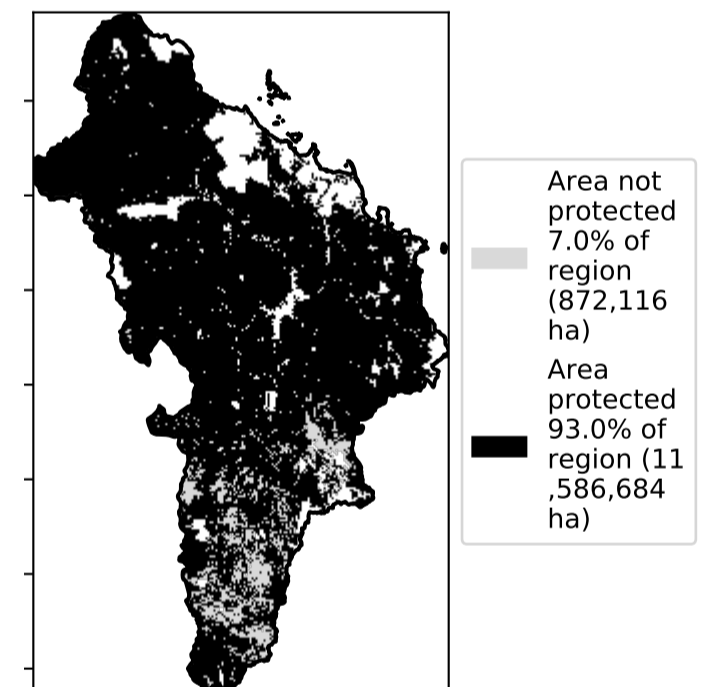 Area not
protected
7.0% of
region
(872,116
ha)
Area
protected
93.0% of
region (11
,586,684
ha)